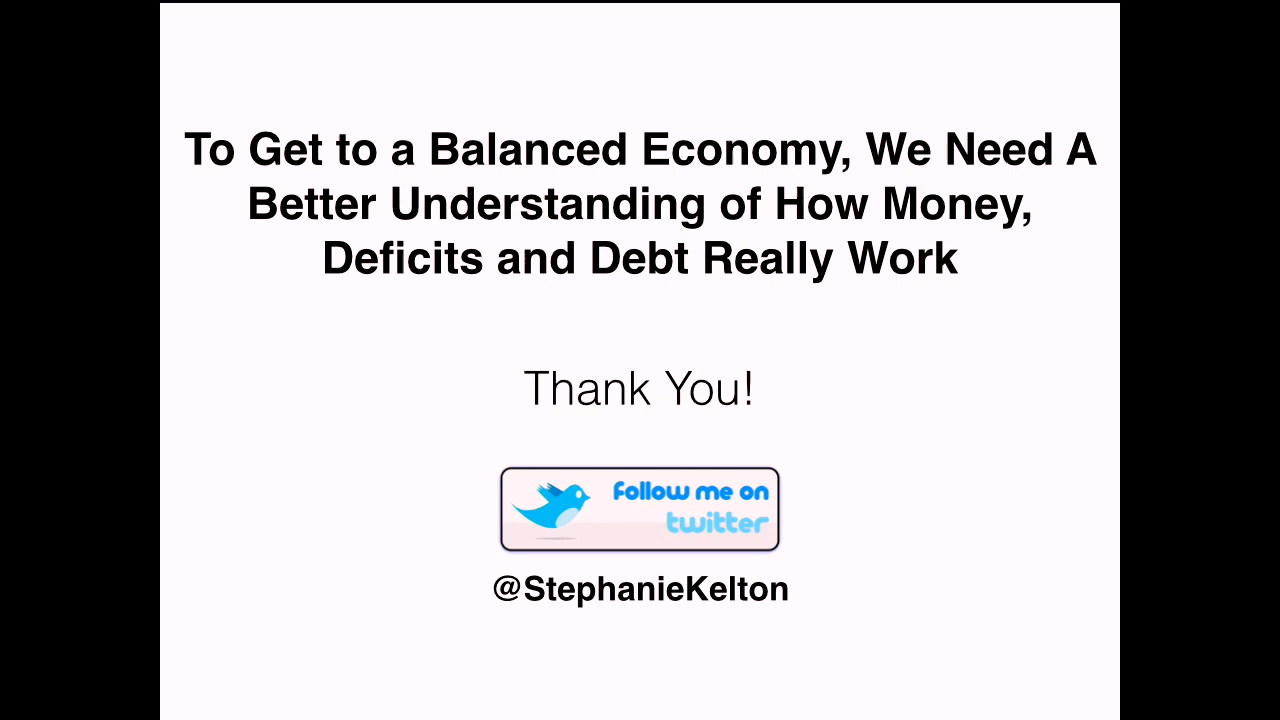 To Get to a Balanced Economy, We Need A
Better Understanding of How Money,
Deficits and Debt Really Work
Thank You!
follow me on
twitter
@StephanieKelton